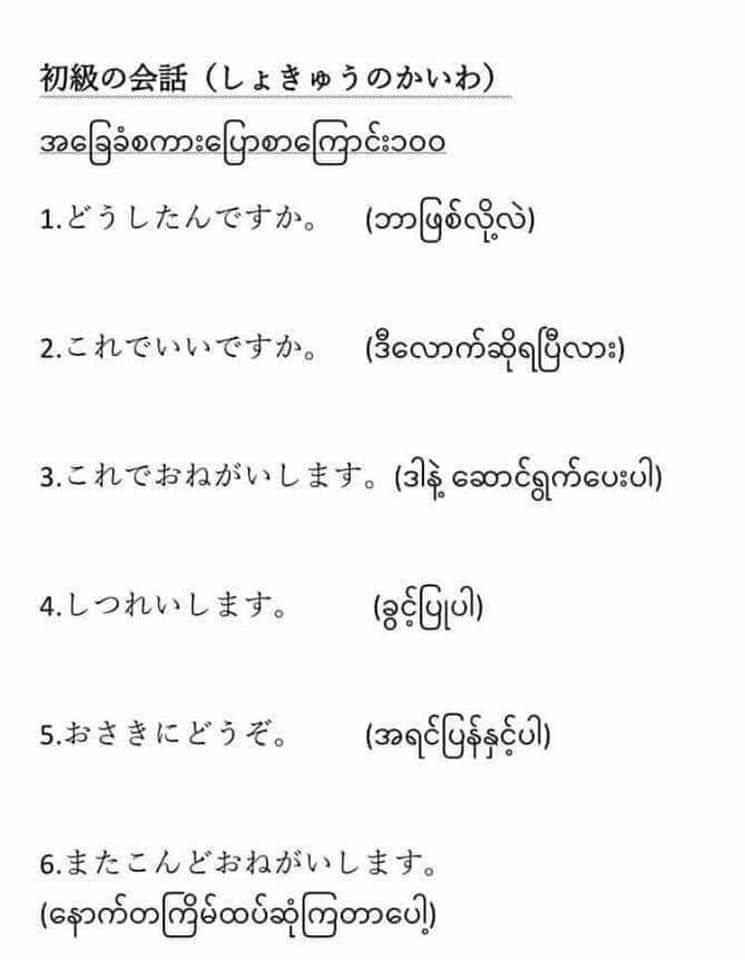 初級の会話（しょきゅうのかいわ）
အခြေခံစကားပြောစာကြောင်း၁၀၀
1.どうしたんですか。 (ဘာဖြစ်လို့လဲ)
2.これでいいですか。 (ဒီလောက်ဆိုရပြီလား)
3.これでおねがいします。(ဒါနဲ့ ဆောင်ရွက်ပေးပါ)
4.しつれいします。 (ခွင့်ပြုပါ)
5.おさきにどうぞ。 (အရင်ပြန်နှင့်ပါ)
6.またこんどおねがいします。
(နောက်တကြိမ်ထပ်ဆုံကြတာပေါ့)